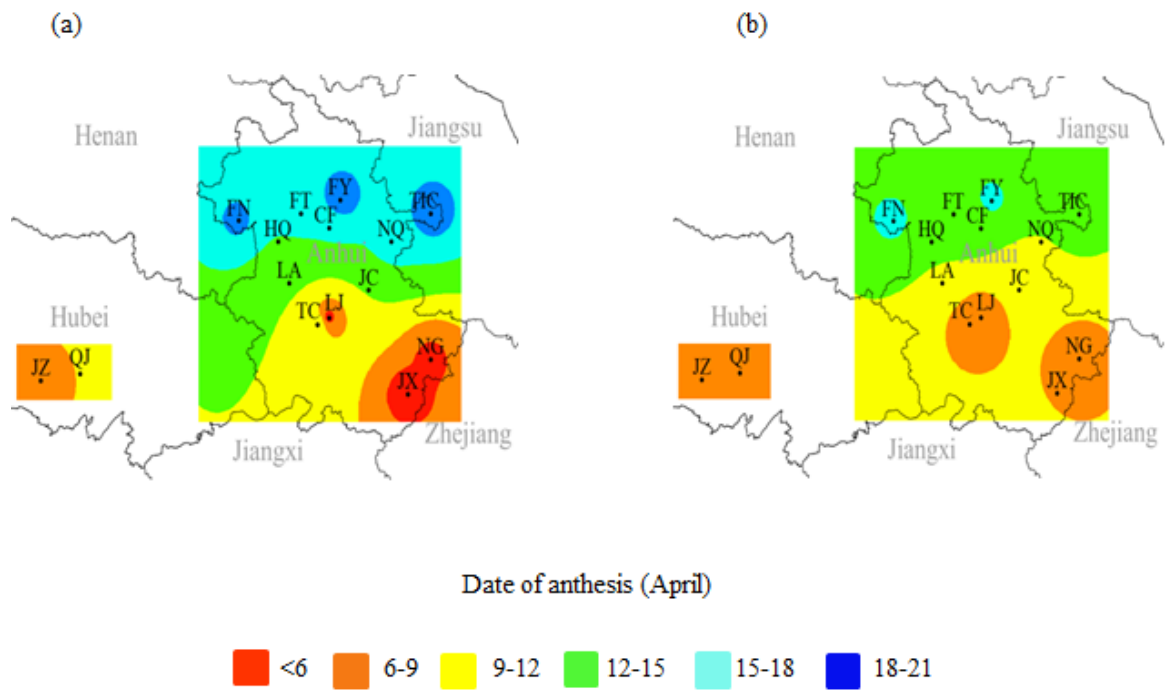 (a) (b)
Henan Jiangsu
FN FT FY CF HQ NQ
Anhui
LA JC
TC LJ
Hubei
JZ QJ
NG
JX
Jiangxi Zhejiang
Henan Jiangsu
FN FT FY CF HQ NQ
Anhui
LA JC
TC LJ
Hubei
JZ QJ
NG
JX
Jiangxi Zhejiang
Date of anthesis (April)
<6 6-9 9-12 12-15 15-18 18-21